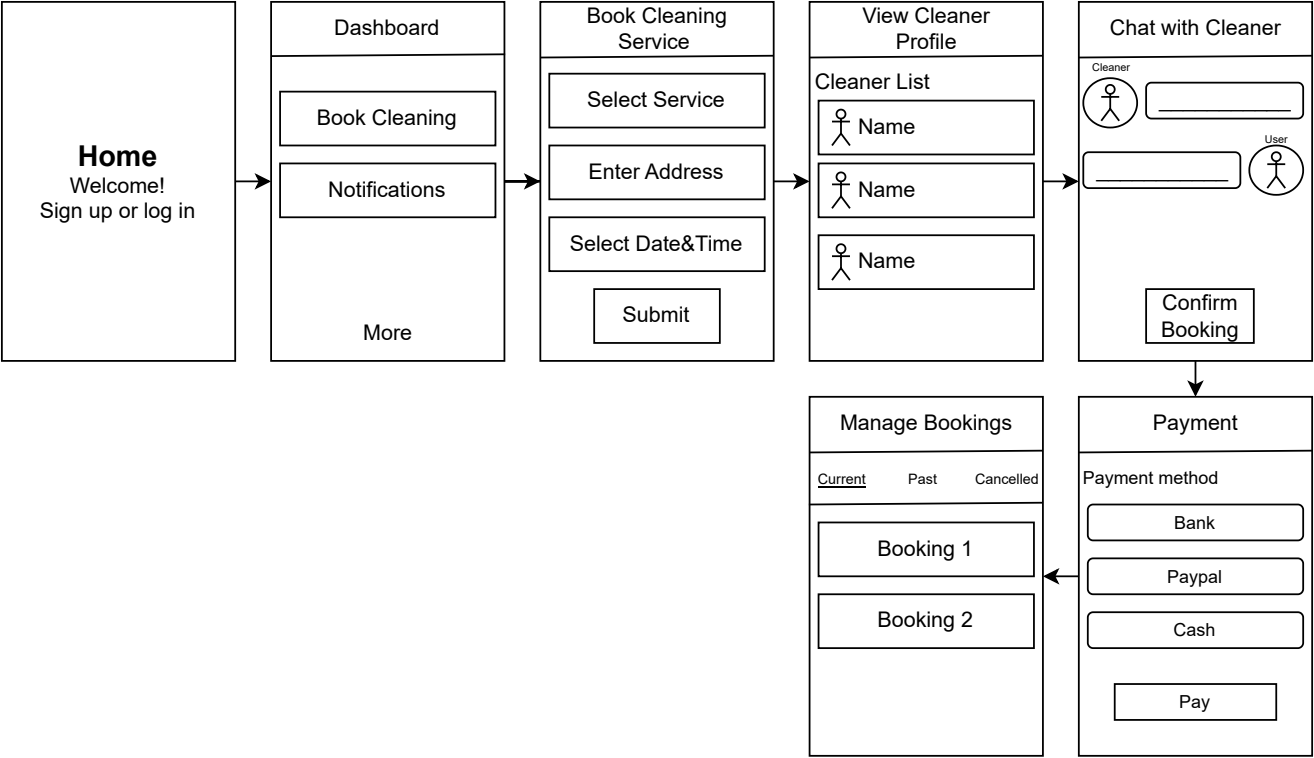 Home
Welcome!
Sign up or log in
Dashboard
Book Cleaning
Notifications
More
Book Cleaning
Service
Select Service
Enter Address
Select Date&Time
Submit
View Cleaner
Profile
Cleaner List
Name
Name
Name
Chat with Cleaner
Cleaner
User
Confirm
Booking
Payment
Payment method
Bank
Paypal
Cash
Pay
Manage Bookings
Current Past Cancelled
Booking 1
Booking 2